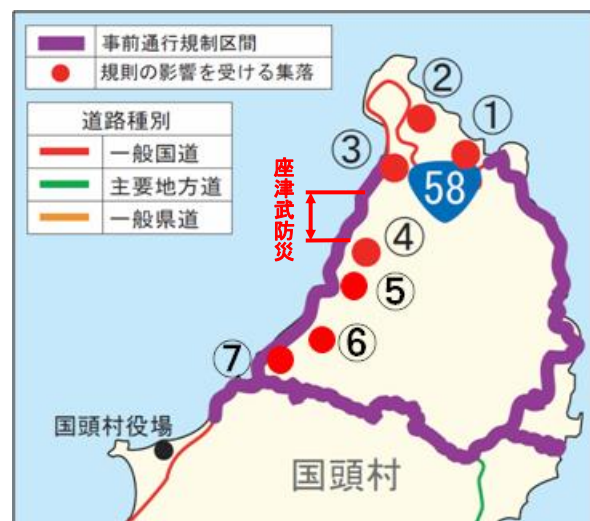 事前通行規制区間
規則の影響を受ける集落
道路種別
一般国道
主要地方道
一般県道
②
①
③
58
座津武防災
④
⑤
⑥
⑦
国頭村役場
国頭村